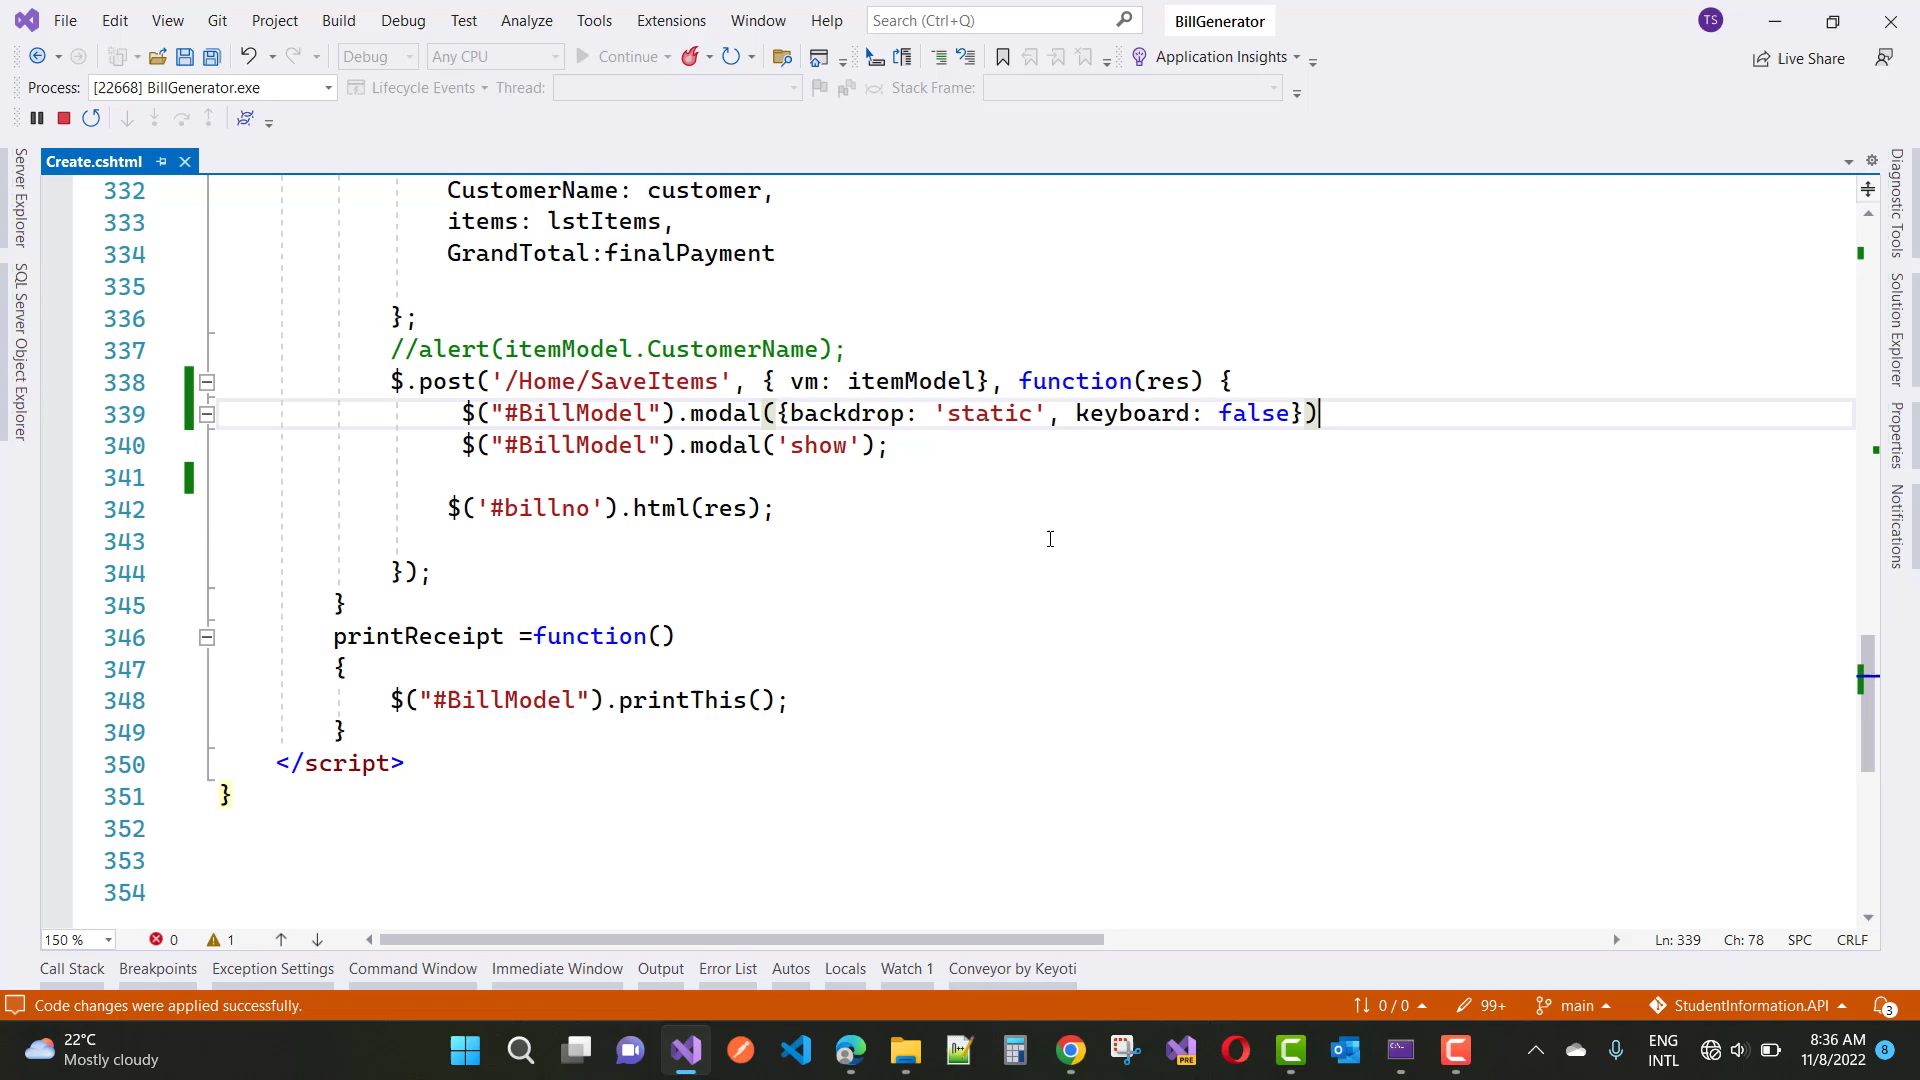 File Edit View Git Project Build Debug Test Analyze Tools Extensions Window Help Search (Ctrl+Q) BillGenerator TS
Debug Any CPU Continue Application Insights Live Share
Process: [22668] BillGenerator.exe Lifecycle Events Thread: Stack Frame:
Create.cshtml
Server Explorer
SQL Server Object Explorer
Diagnostic Tools
Solution Explorer
Properties
Notifications
332 CustomerName: customer,
333 items: lstItems,
334 GrandTotal:finalPayment
335
336 };
337 //alert(itemModel.CustomerName);
338 $.post('/Home/SaveItems', { vm: itemModel}, function(res) {
339 $("#BillModel").modal({backdrop: 'static', keyboard: false})
340 $("#BillModel").modal('show');
341
342 $('#billno').html(res);
343
344 });
345 }
346 printReceipt =function()
347 {
348 $("#BillModel").printThis();
349 }
350 </script>
351 }
352
353
354
150 % 0 1 Ln: 339 Ch: 78 SPC CRLF
Call Stack Breakpoints Exception Settings Command Window Immediate Window Output Error List Autos Locals Watch 1 Conveyor by Keyoti
Code changes were applied successfully. 0 / 0 99+ main StudentInformation.API 3
22°C
Mostly cloudy
PRE
ENG
INTL
8:36 AM
11/8/2022
8